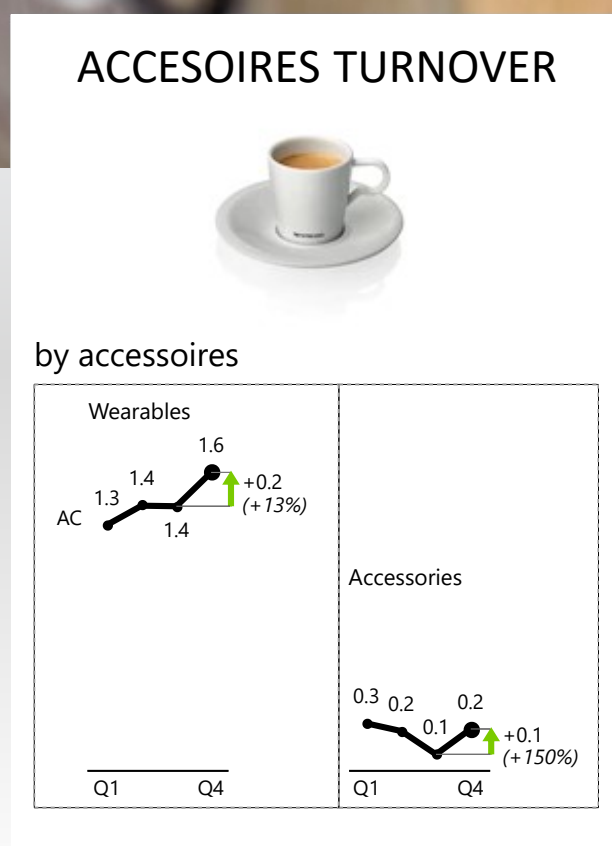 ACCESOIRES TURNOVER
by accessoires
Wearables
1.6
1.4
1.3
+0.2
(+13%)
AC
1.4
Q1 Q4
Accessories
0.3 0.2 0.1 0.2
+0.1
(+150%)
Q1 Q4